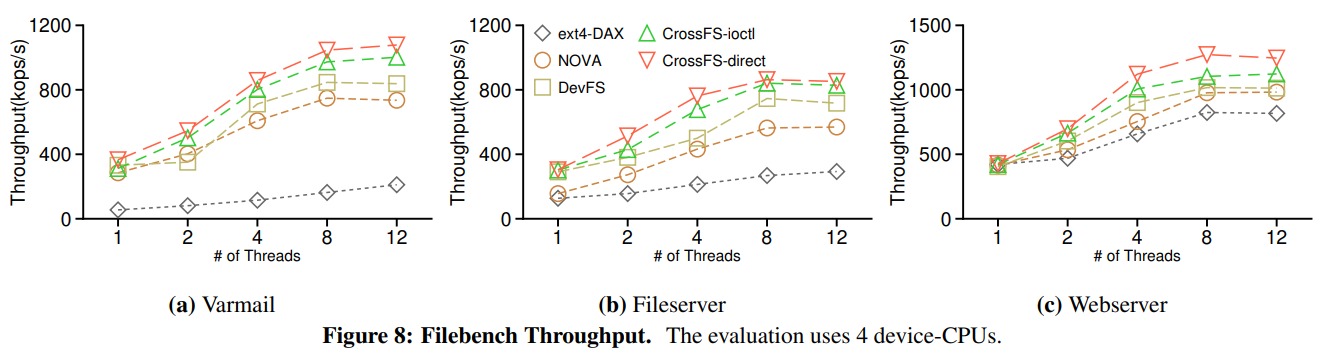 1200
800
400
0
Throughput(kops/s)
1 2 4 8 12
# of Threads
(a) Varmail
1200
800
400
0
Throughput(kops/s)
ext4-DAX
NOVA
DevFS
CrossFS-ioctl
CrossFS-direct
1 2 4 8 12
# of Threads
(b) Fileserver
1500
1000
500
0
Throughput(kops/s)
1 2 4 8 12
# of Threads
(c) Webserver
Figure 8: Filebench Throughput. The evaluation uses 4 device-CPUs.